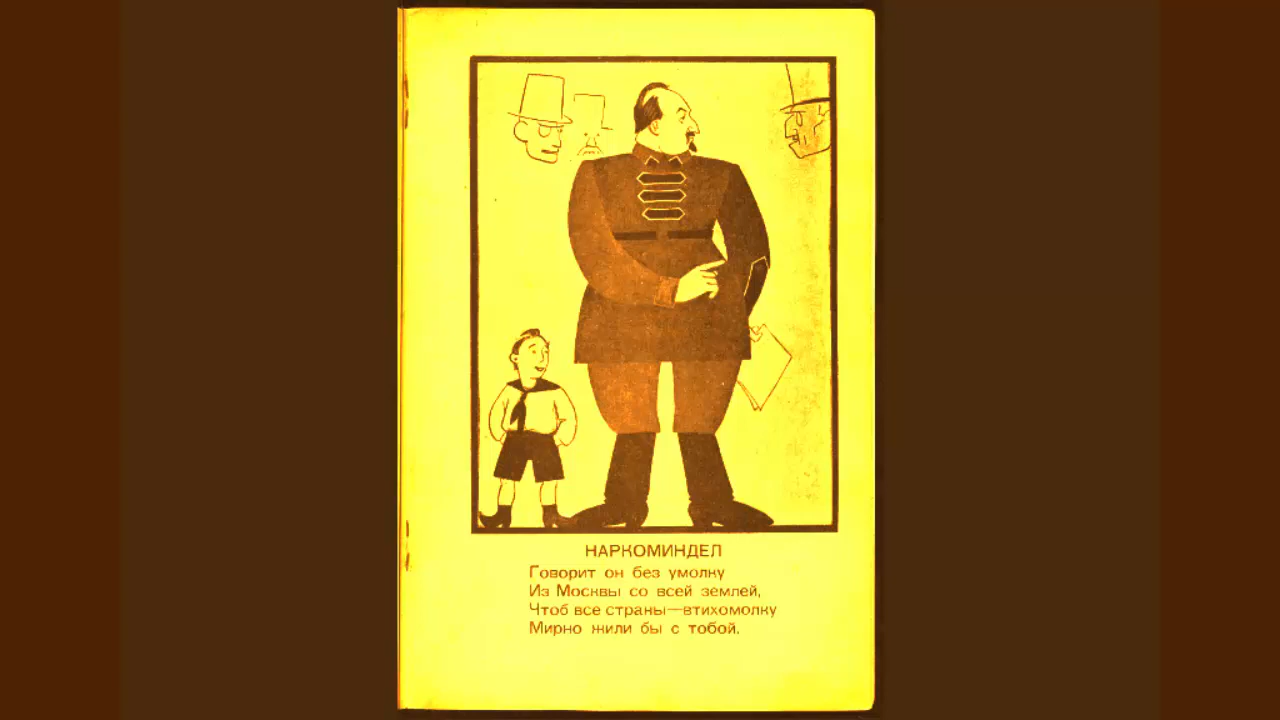 НАРКОМИНДЕЛ
Говорит он без умолку
Из Москвы со всей землей,
Чтоб все страны—втихомолку
Мирно жили бы с тобой.